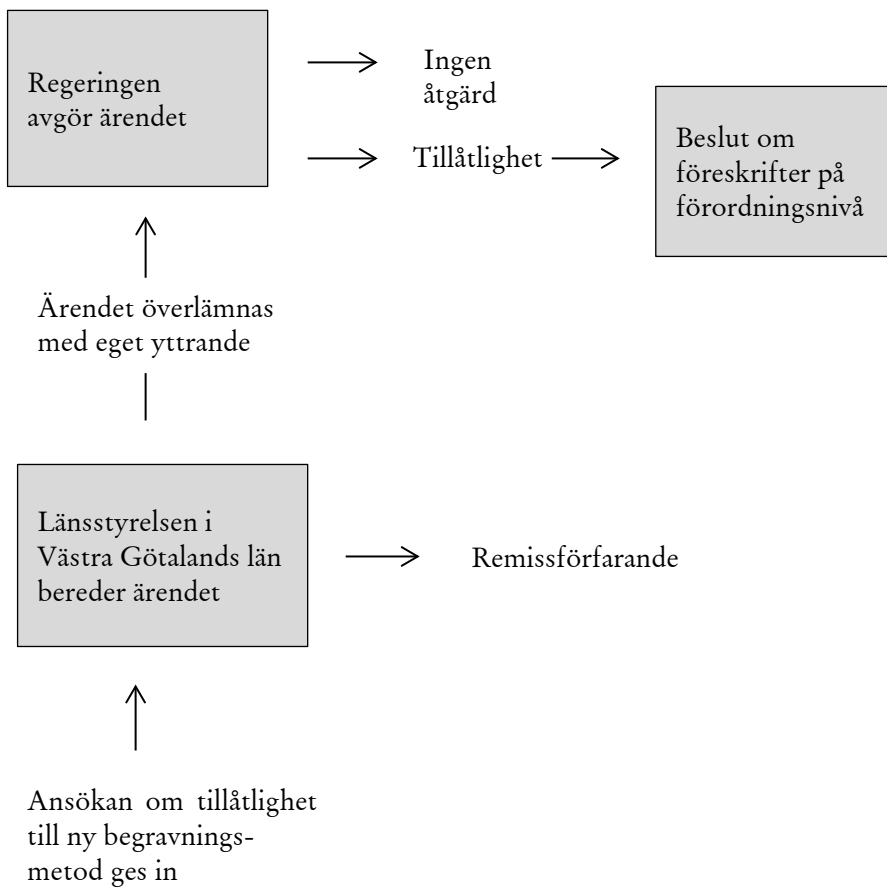 Regeringen
avgör ärendet
Ingen
åtgärd
Tillåtlighet
Beslut om
föreskrifter på
förordningsnivå
Ärendet överlämnas
med eget yttrande
Länsstyrelsen i
Västra Götalands län
bereder ärendet
Remissförfarande
Ansökan om tillåtlighet
till ny begravnings-
metod ges in